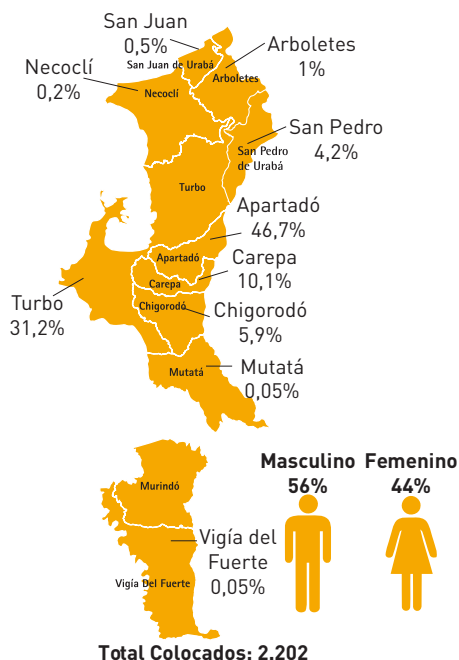 San Juan
0,5%
San Juan de Urabá
Arboletes
1%
Arboletes
Necoclí
0,2%
Necoclí
San Pedro
4,2%
San Pedro
de Urabá
Turbo
Apartadó
46,7%
Apartadó
Carepa
10,1%
Carepa
Turbo
31,2%
Chigorodó
5,9%
Chigorodó
Mutatá
0,05%
Mutatá
Murindó
Masculino
56%
Femenino
44%
Vigía del
Fuerte
0,05%
Vigía Del Fuerte
Total Colocados: 2.202